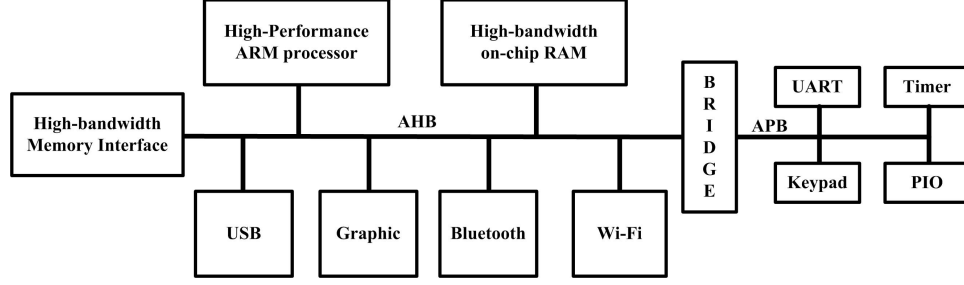 High-Performance
ARM processor
High-bandwidth
on-chip RAM
High-bandwidth
Memory Interface
AHB
B
R
I
D
G
E
APB
UART
Timer
Keypad
PIO
USB
Graphic
Bluetooth
Wi-Fi